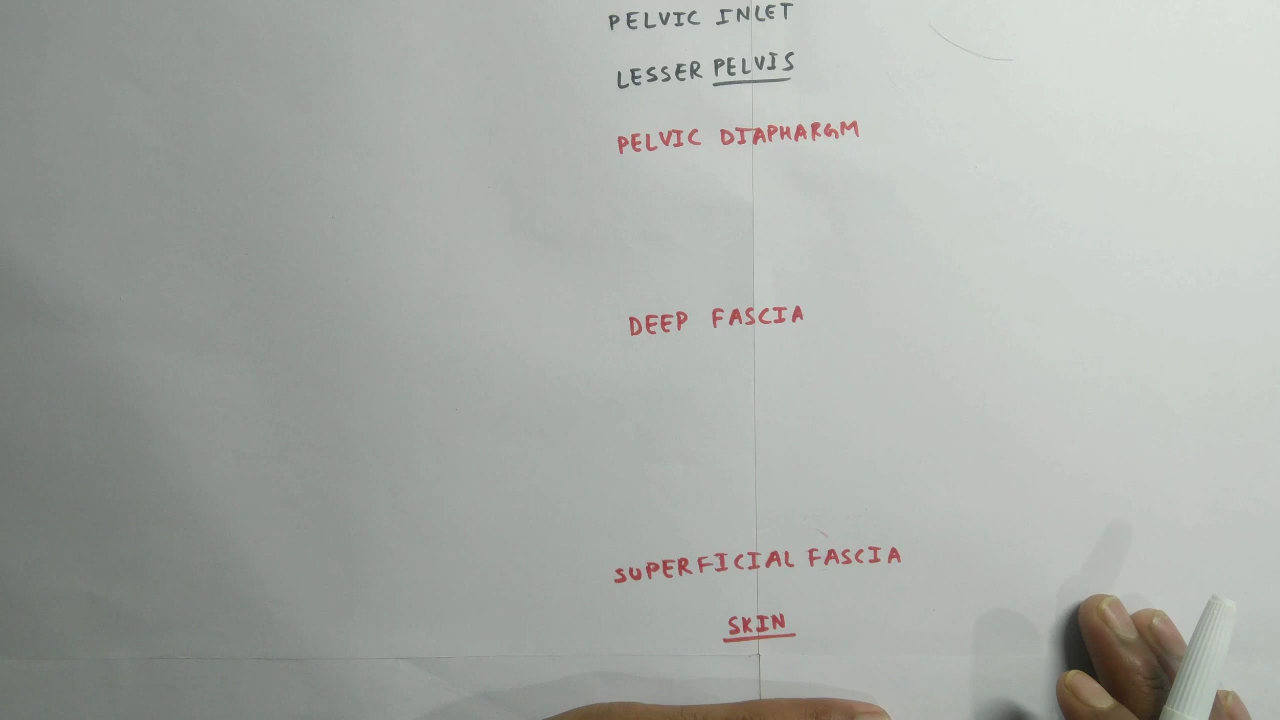 PELVIC INLET
LESSER PELVIS
PELVIC DIAPHARGM
DEEP FASCIA
SUPERFICIAL FASCIA
SKIN